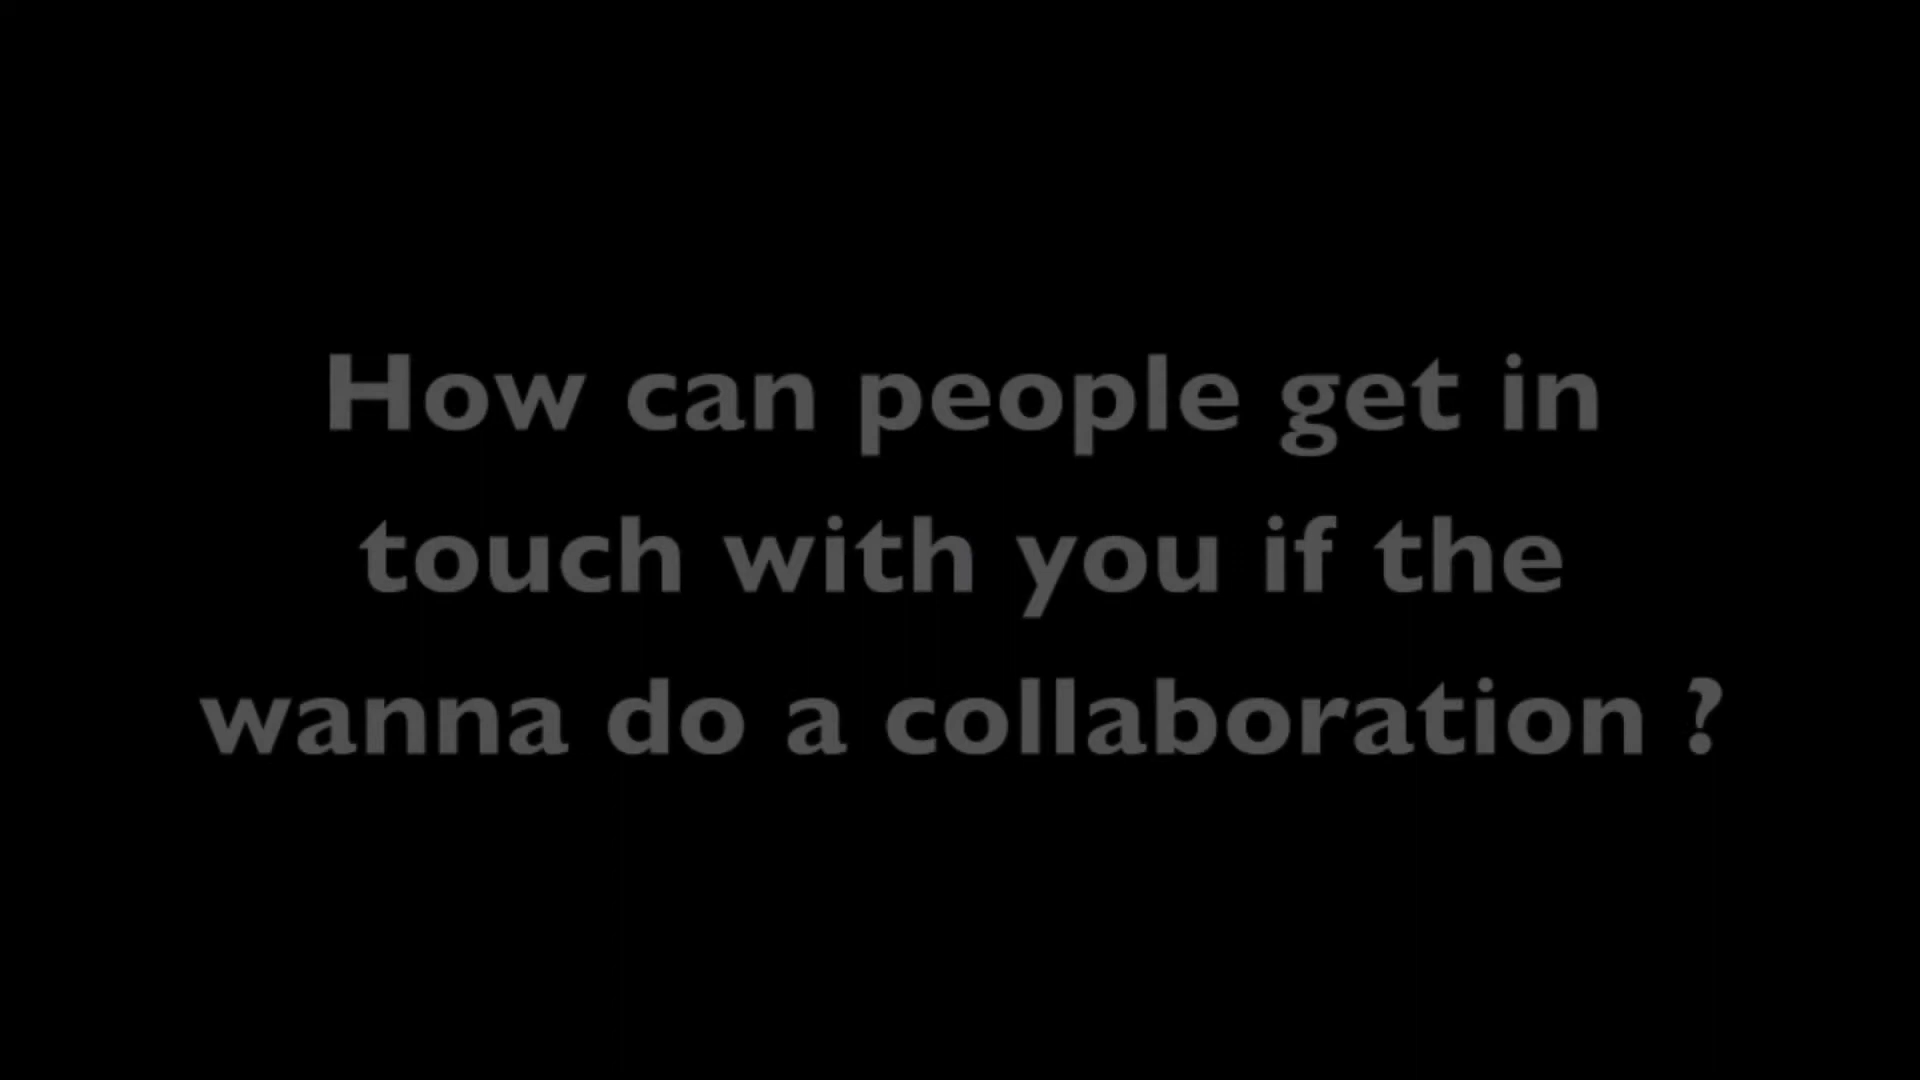 How can people get in
touch with you if the
wanna do a collaboration ?